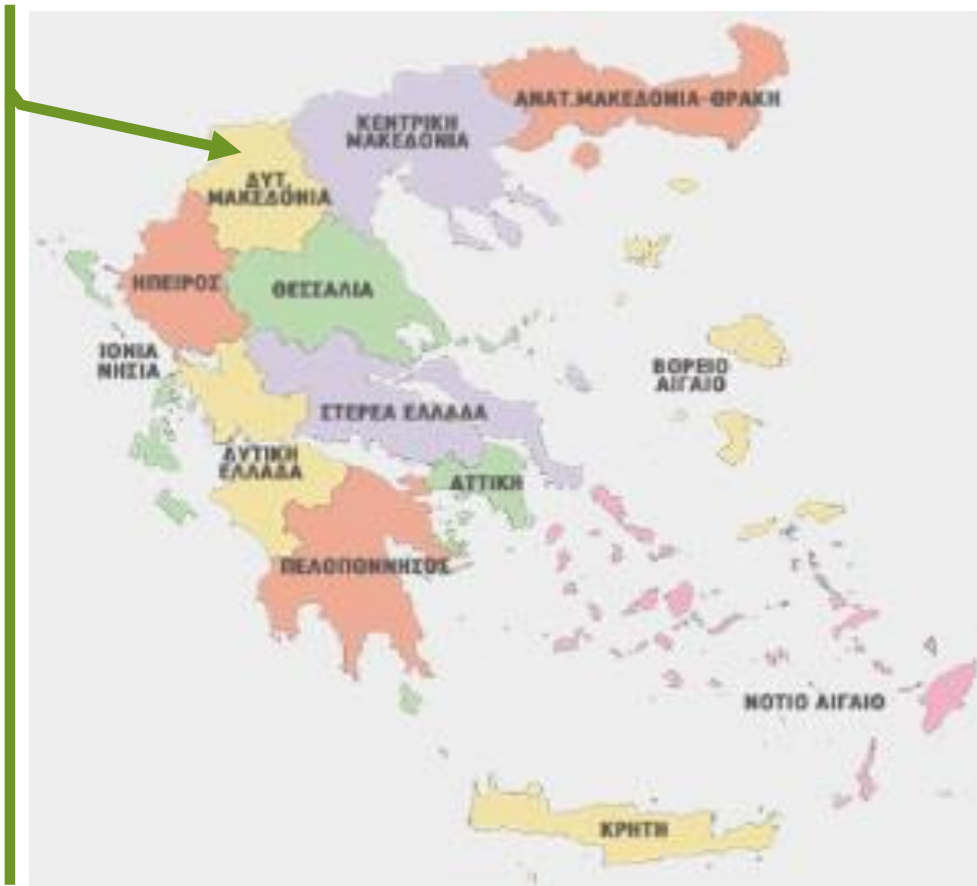 ΑΝΑΤ.ΜΑΚΕΔΟΝΙΑ-ΘΡΑΚΗ
ΚΕΝΤΡΙΚΗ
ΜΑΚΕΔΟΝΙΑ
ΔΥΤ.
ΜΑΚΕΔΟΝΙΑ
ΗΠΕΙΡΟΣ
ΘΕΣΣΑΛΙΑ
ΙΟΝΙΑ
ΝΗΣΙΑ
ΒΟΡΕΙΟ
ΑΙΓΑΙΟ
ΣΤΕΡΕΑ ΕΛΛΑΔΑ
ΔΥΤΙΚΗ
ΕΛΛΑΔΑ
ΑΤΤΙΚΗ
ΠΕΛΟΠΟΝΝΗΣΟΣ
ΝΟΤΙΟ ΑΙΓΑΙΟ
ΚΡΗΤΗ